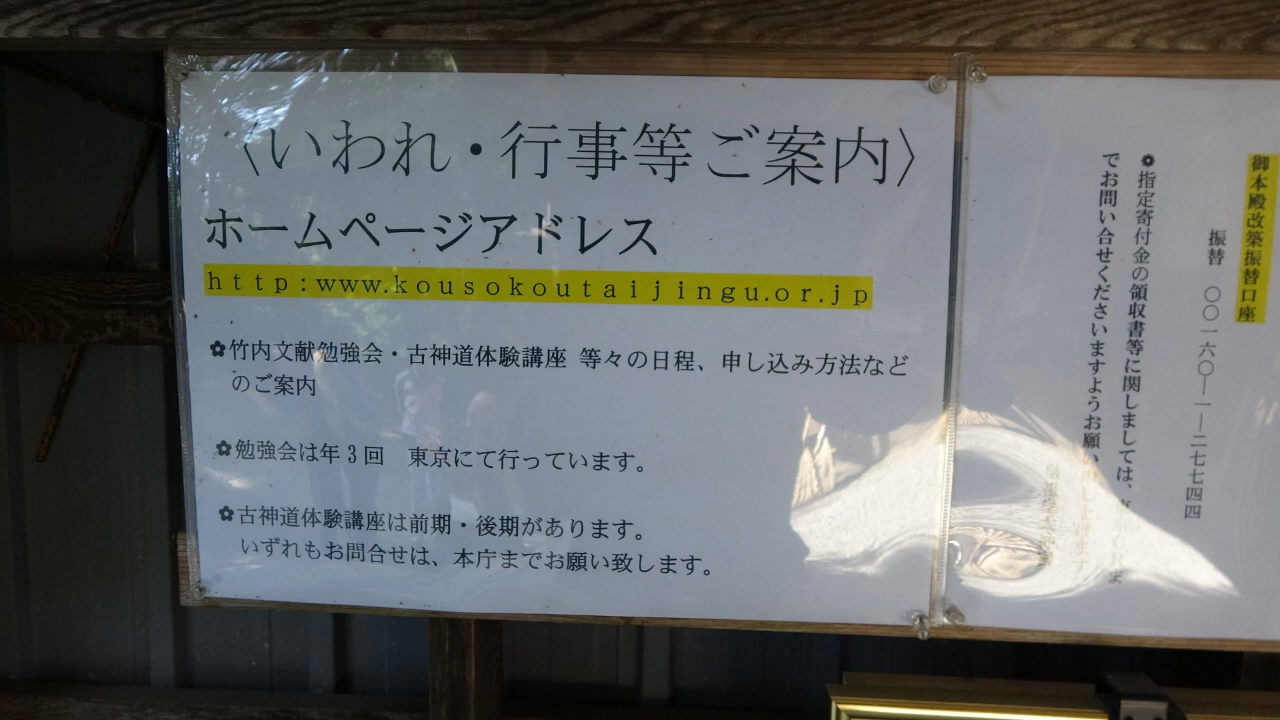 〈いわれ・行事等ご案内〉
ホームページアドレス
http:www.kousokoutaijingu.or.jp
✿竹内文献勉強会・古神道体験講座 等々の日程、申し込み方法など
のご案内
✿勉強会は年3回　東京にて行っています。
✿古神道体験講座は前期・後期があります。
いずれもお問合せは、本庁までお願い致します。
御本殿改築振替口座
振替　〇〇一六〇―一―二七七四四
✿指定寄付金の領収書等に関しましては、
でお問い合せくださいますようお願い